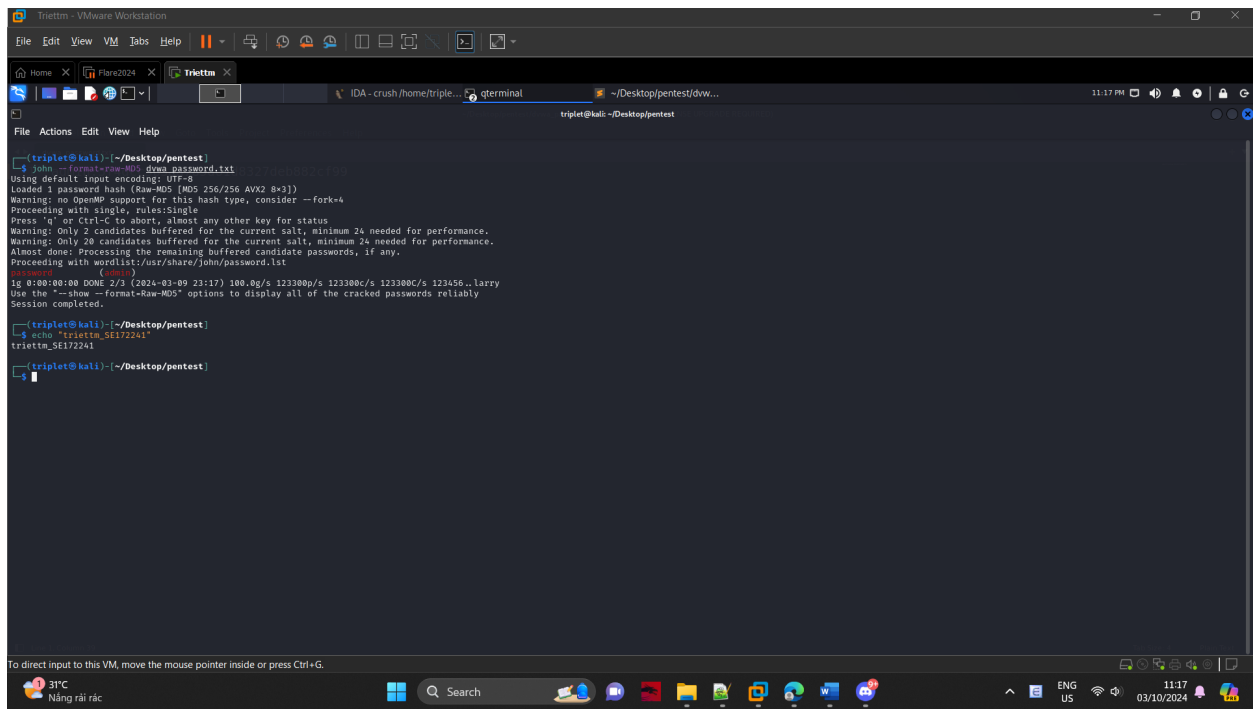 Triettm - VMware Workstation
File Edit View VM Tabs Help
Home Flare2024 Triettm
IDA - crush /home/triple... qterminal ~/Desktop/pentest/dvw... 11:17 PM
triplet@kali: ~/Desktop/pentest
File Actions Edit View Help
┌──(triplet㉿kali)-[~/Desktop/pentest]
└─$ john --format=raw-MD5 dvwa_password.txt
Using default input encoding: UTF-8
Loaded 1 password hash (Raw-MD5 [MD5 256/256 AVX2 8×3])
Warning: no OpenMP support for this hash type, consider --fork=4
Proceeding with single, rules:Single
Press 'q' or Ctrl-C to abort, almost any other key for status
Warning: Only 2 candidates buffered for the current salt, minimum 24 needed for performance.
Warning: Only 20 candidates buffered for the current salt, minimum 24 needed for performance.
Almost done: Processing the remaining buffered candidate passwords, if any.
Proceeding with wordlist:/usr/share/john/password.lst
password (admin)
1g 0:00:00:00 DONE 2/3 (2024-03-09 23:17) 100.0g/s 123300p/s 123300c/s 123300C/s 123456..larry
Use the "--show --format=Raw-MD5" options to display all of the cracked passwords reliably
Session completed.
┌──(triplet㉿kali)-[~/Desktop/pentest]
└─$ echo "triettm_SE172241"
triettm_SE172241
┌──(triplet㉿kali)-[~/Desktop/pentest]
└─$
To direct input to this VM, move the mouse pointer inside or press Ctrl+G.
1 31°C Search 9+ ENG 11:17
Nắng rải rác US 03/10/2024